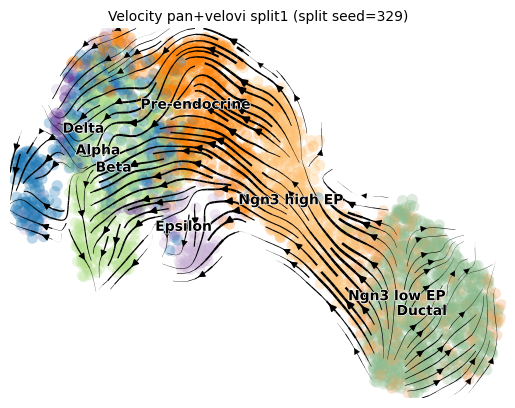 Velocity pan+velovi split1 (split seed=329)
Pre-endocrine
Delta
Alpha
Beta
Ngn3 high EP
Epsilon
Ngn3 low EP
Ductal